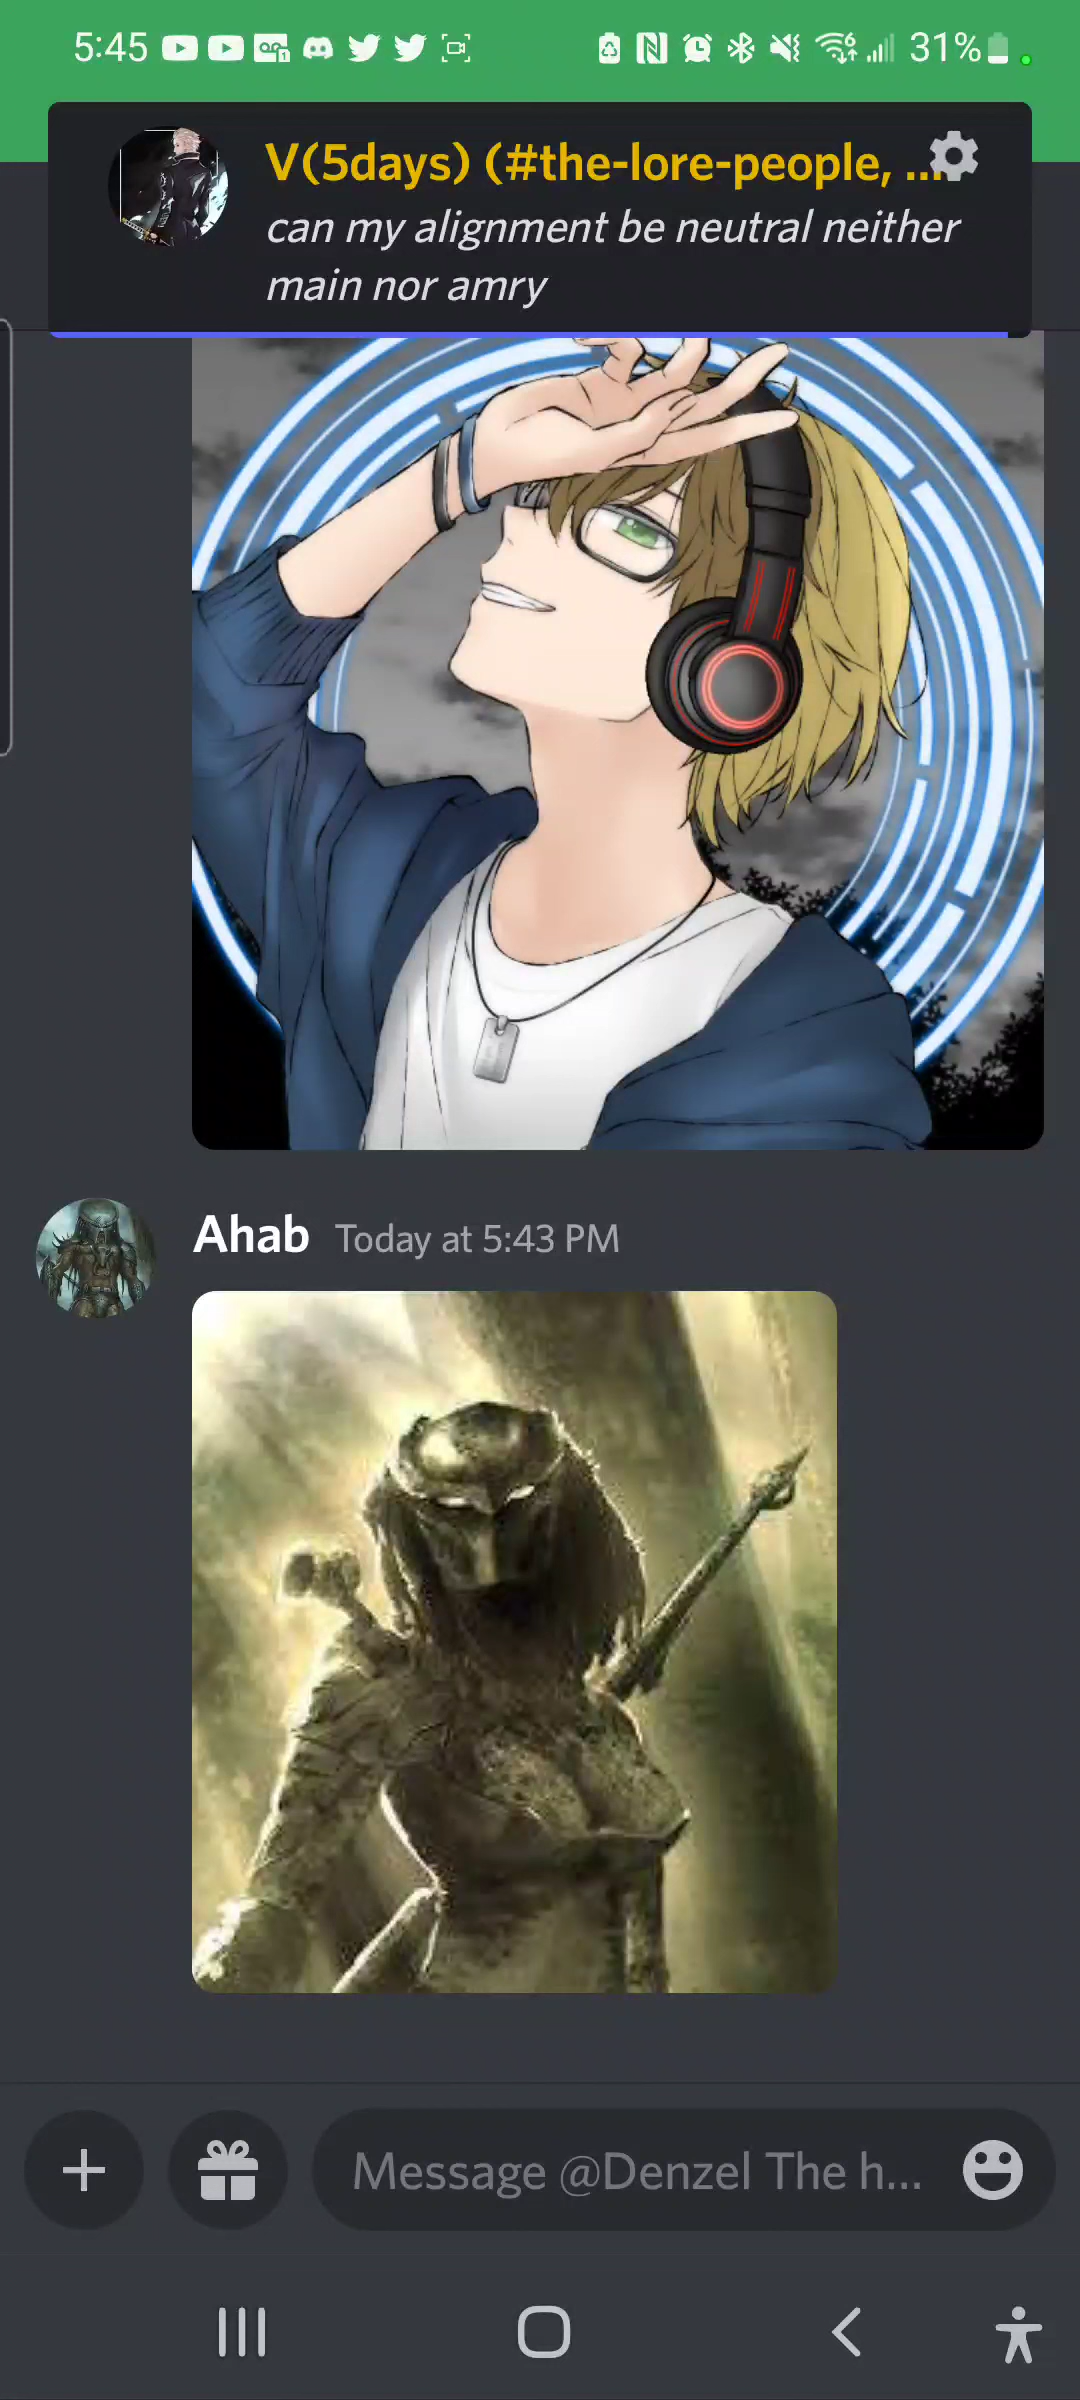 5:45
31%
V(5days) (#the-lore-people, ...
can my alignment be neutral neither
main nor amry
Ahab Today at 5:43 PM
Message @Denzel The h...